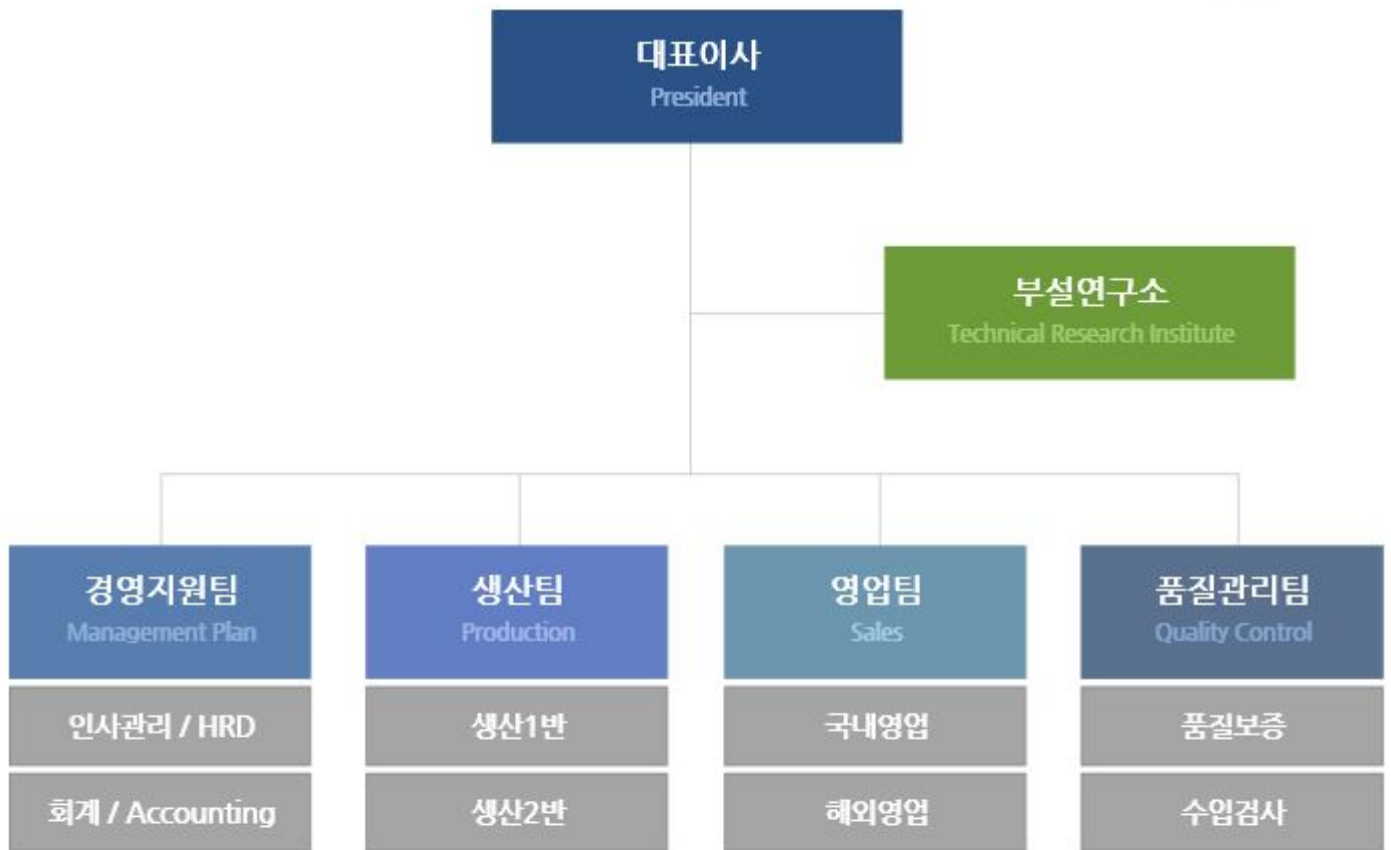 대표이사
President
부설연구소
Technical Research Institute
경영지원팀
Management Plan
생산팀
Production
영업팀
Sales
품질관리팀
Quality Control
인사관리 / HRD
생산1반
국내영업
품질보증
회계 / Accounting
생산2반
해외영업
수입검사